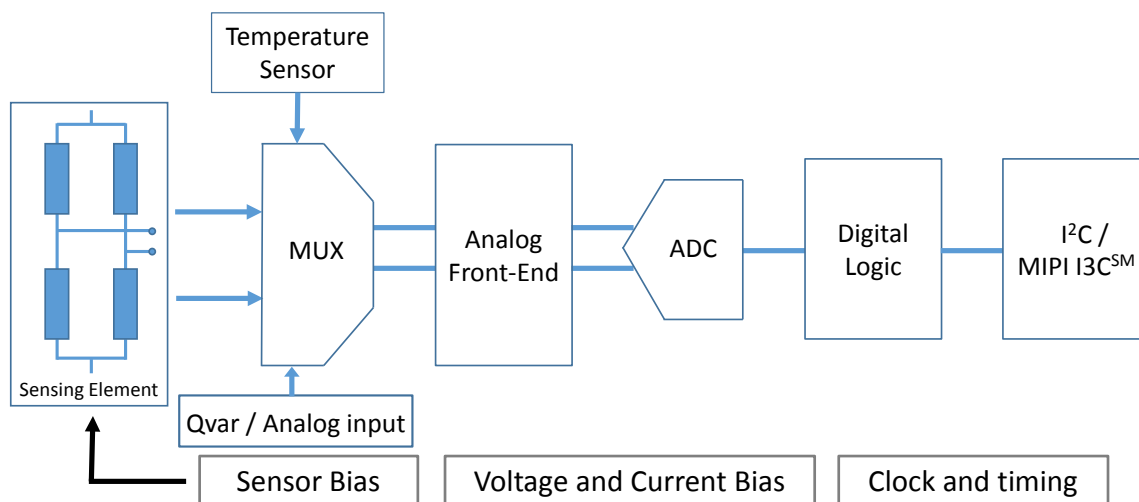 Temperature
Sensor
Sensing Element
MUX
Analog
Front-End
ADC
Digital
Logic
I²C /
MIPI I3Cˢᴹ
Qvar / Analog input
Sensor Bias
Voltage and Current Bias
Clock and timing